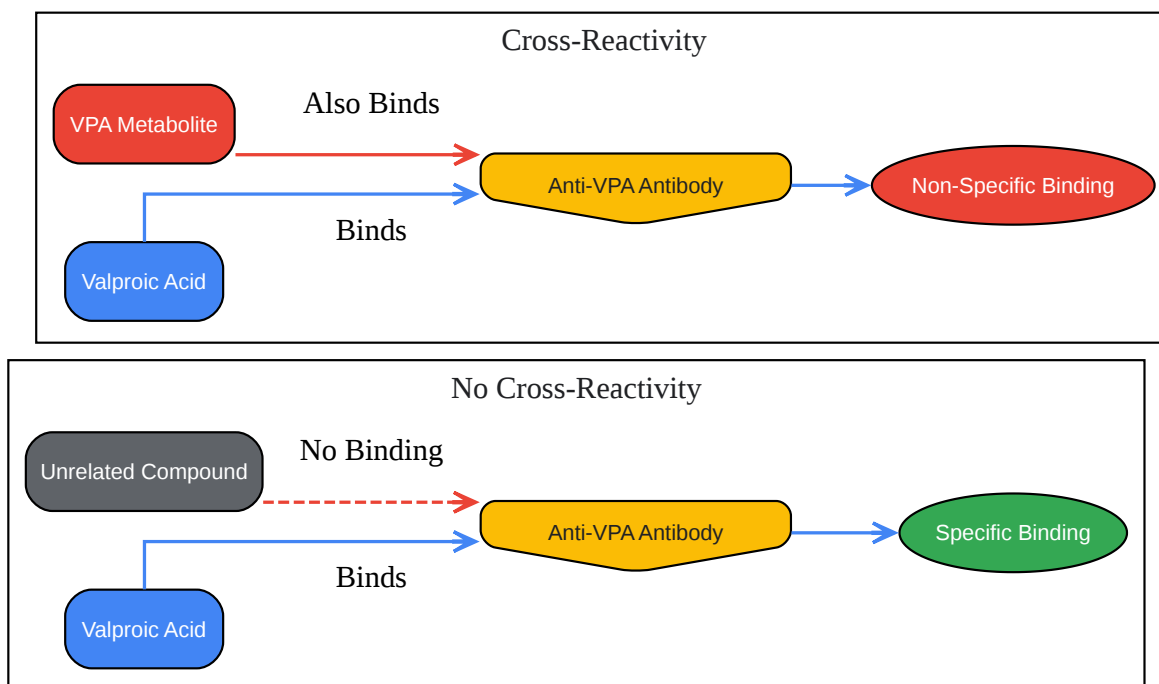 Cross-Reactivity
VPA Metabolite
Also Binds
Anti-VPA Antibody
Non-Specific Binding
Binds
Valproic Acid
No Cross-Reactivity
Unrelated Compound
No Binding
Anti-VPA Antibody
Specific Binding
Binds
Valproic Acid